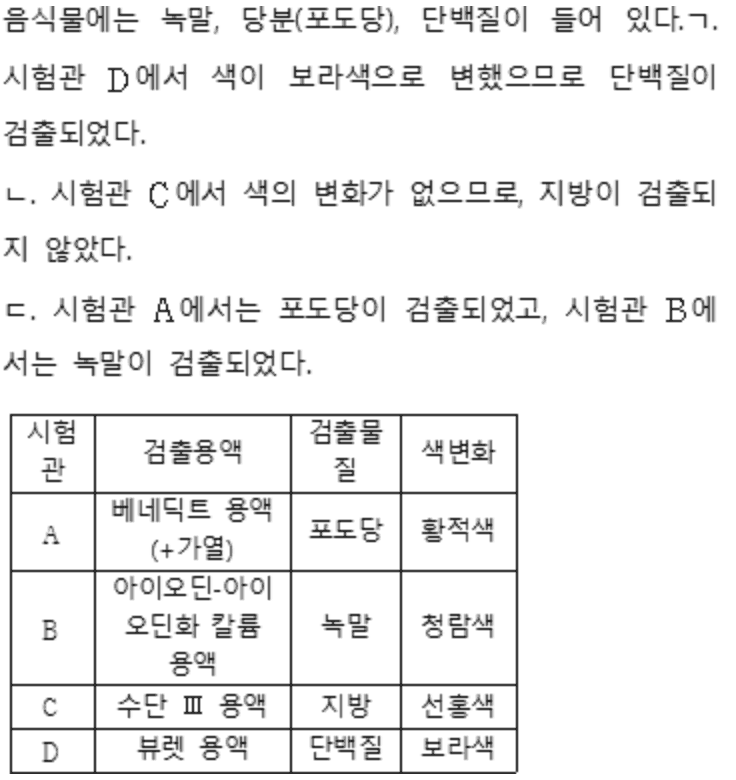 음식물에는 녹말, 당분(포도당), 단백질이 들어 있다.ㄱ.
시험관 D에서 색이 보라색으로 변했으므로 단백질이
검출되었다.
ㄴ. 시험관 C에서 색의 변화가 없으므로, 지방이 검출되
지 않았다.
ㄷ. 시험관 A에서는 포도당이 검출되었고, 시험관 B에
서는 녹말이 검출되었다.
시험
관
검출용액
검출물
질
색변화
A
베네딕트 용액
(+가열)
포도당
황적색
B
아이오딘-아이
오딘화 칼륨
용액
녹말
청람색
C
수단 Ⅲ 용액
지방
선홍색
D
뷰렛 용액
단백질
보라색